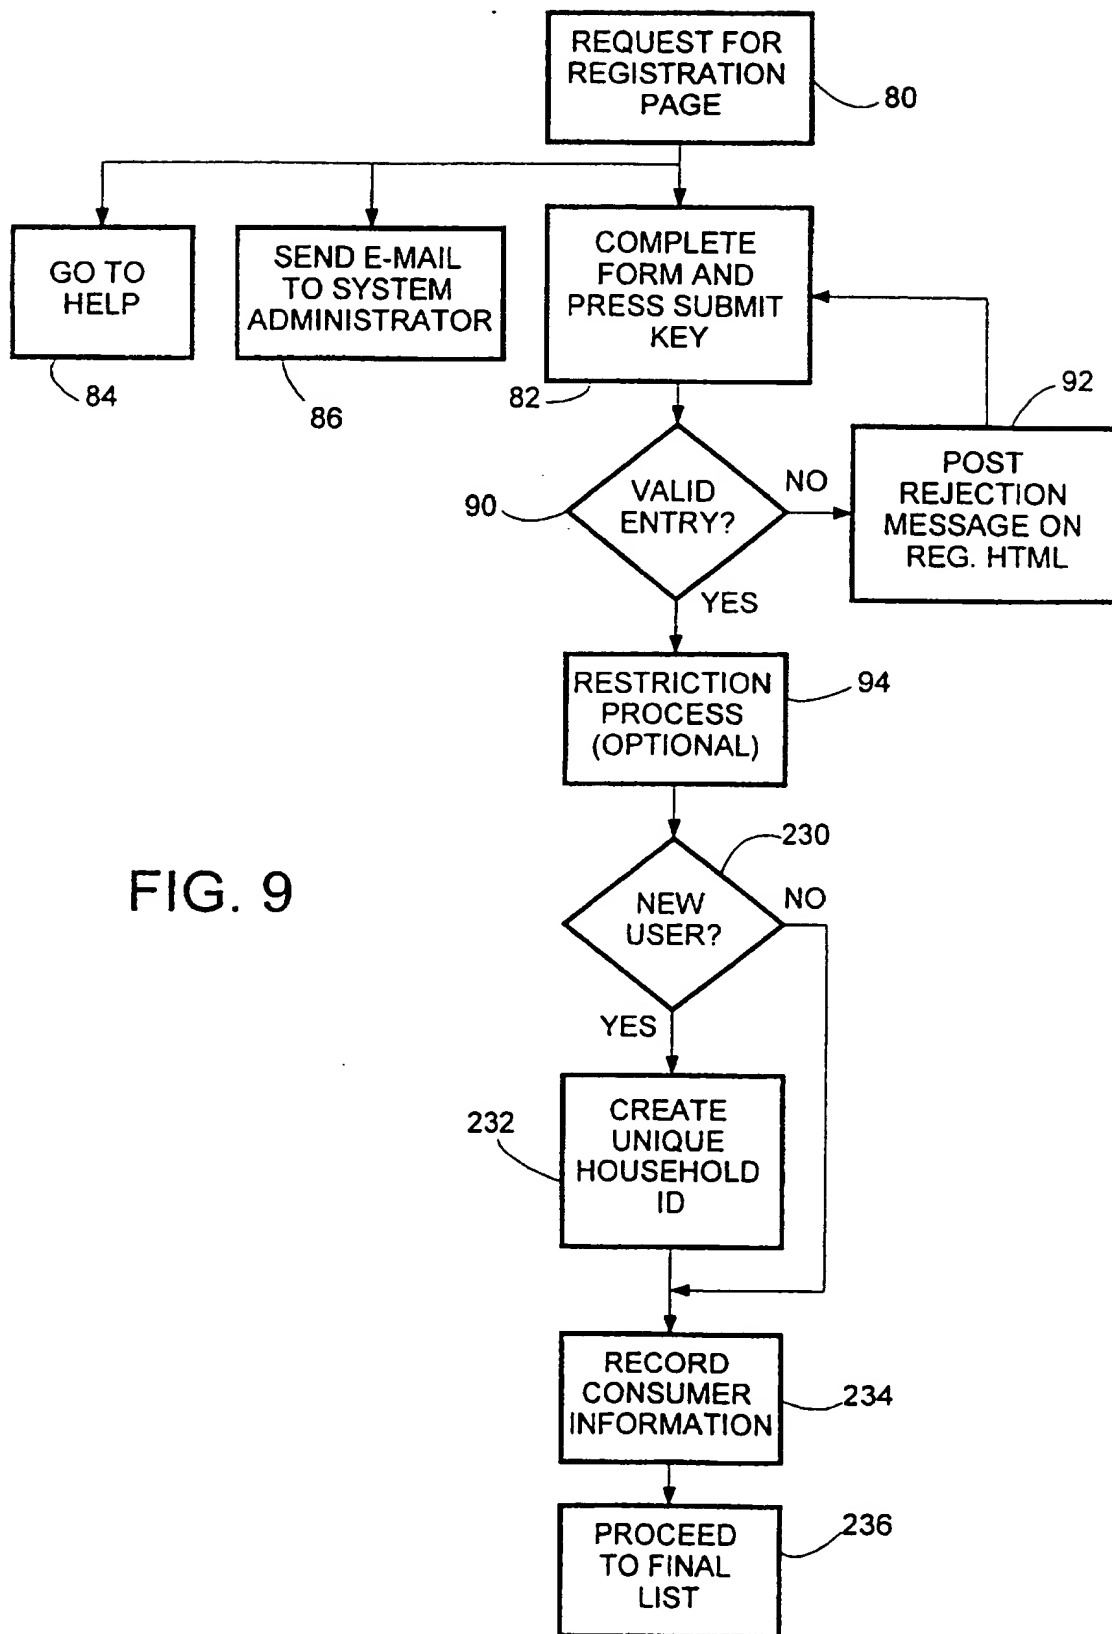 REQUEST FOR
REGISTRATION
PAGE
80
GO TO
HELP
84
SEND E-MAIL
TO SYSTEM
ADMINISTRATOR
86
COMPLETE
FORM AND
PRESS SUBMIT
KEY
82
92
POST
REJECTION
MESSAGE ON
REG. HTML
90
VALID
ENTRY?
NO
YES
RESTRICTION
PROCESS
(OPTIONAL)
94
230
NEW
USER?
NO
YES
FIG. 9
232
CREATE
UNIQUE
HOUSEHOLD
ID
RECORD
CONSUMER
INFORMATION
234
PROCEED
TO FINAL
LIST
236